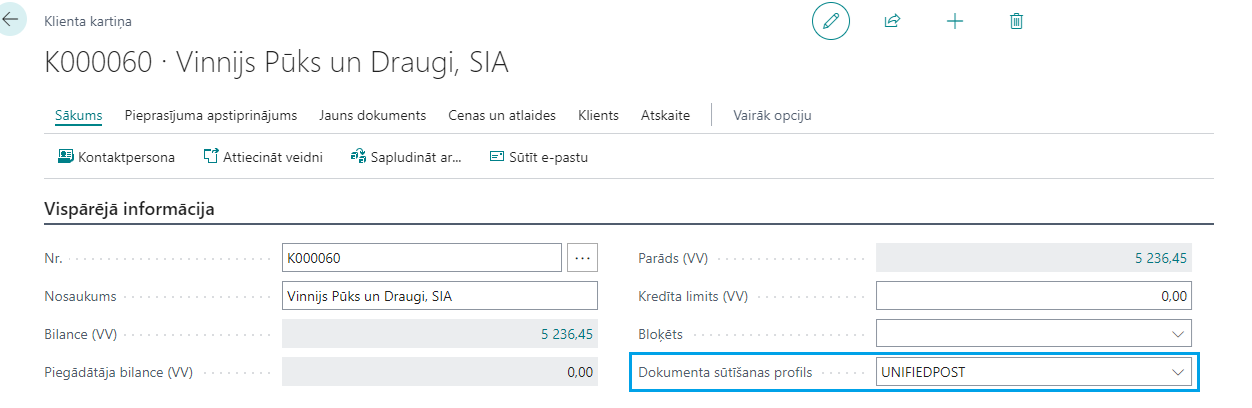 Klienta kartiņa
K000060 · Vinnijs Pūks un Draugi, SIA
Sākums Pieprasījuma apstiprinājums Jauns dokuments Cenas un atlaides Klients Atskaite Vairāk opciju
Kontaktpersona Attiecināt veidni Sapludināt ar... Sūtīt e-pastu
Vispārējā informācija
Nr. K000060 ...
Nosaukums Vinnijs Pūks un Draugi, SIA
Bilance (VV) 5 236,45
Piegādātāja bilance (VV) 0,00
Parāds (VV) 5 236,45
Kredīta limits (VV) 0,00
Bloķēts
Dokumenta sūtīšanas profils UNIFIEDPOST